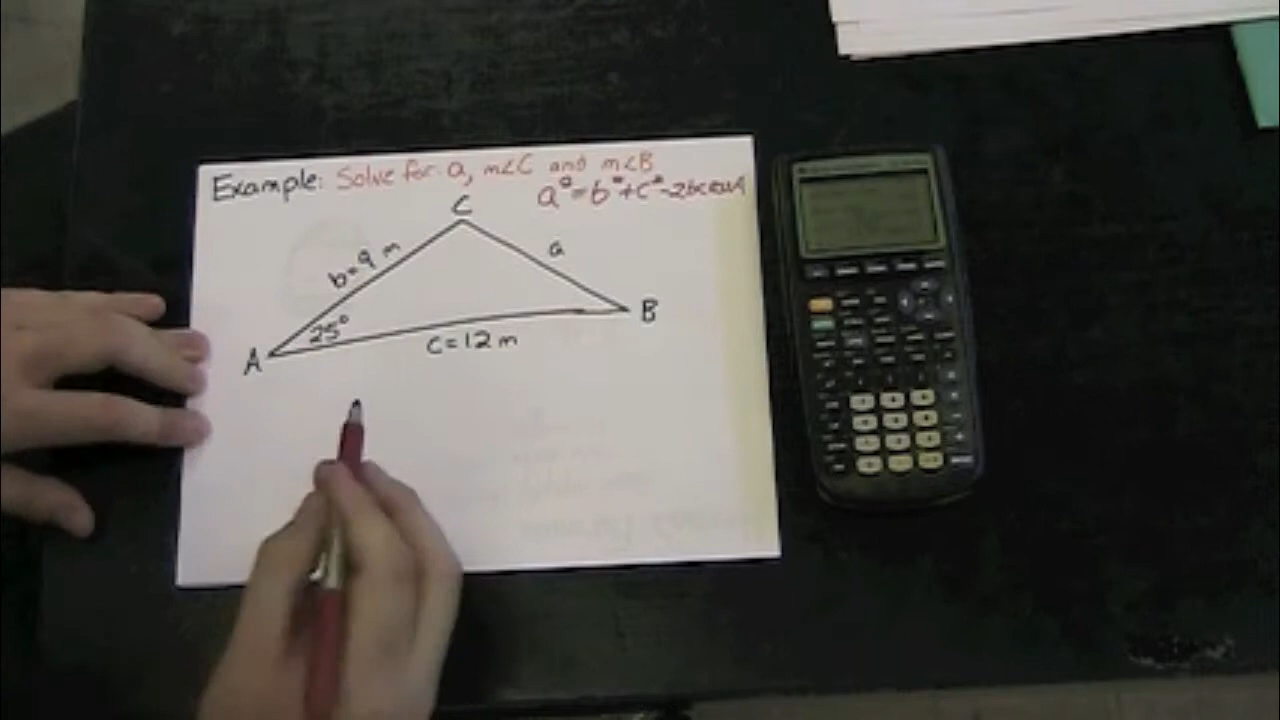 Example: Solve for a, m∠C and m∠B
a²=b²+c²-2bccosA
C
b=9 m
a
25°
B
A
c=12 m